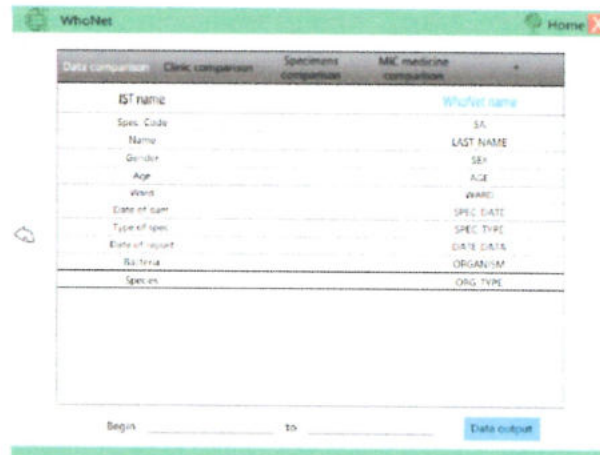 WhoNet Home X
Data comparison Clinic comparison Specimens comparison MIC medicine comparison
IST name WhoNet name
Spec Code SA
Name LAST NAME
Gender SEX
Age AGE
Ward WARD
Date of sam SPEC DATE
Type of spec SPEC TYPE
Date of report DATE DATA
Bacteria ORGANISM
Species ORG TYPE
Begin to Data output